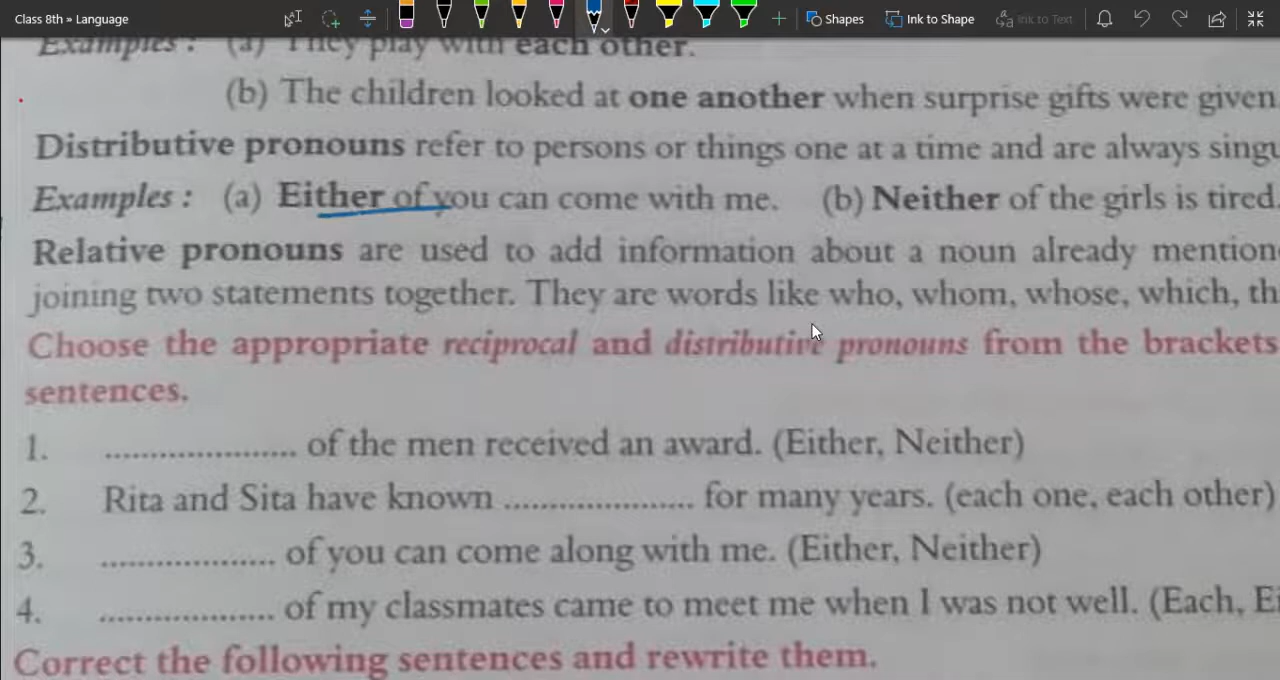 Class 8th » Language
Shapes
Ink to Shape
Ink to Text
Examples : (a) They play with each other.
(b) The children looked at one another when surprise gifts were given
Distributive pronouns refer to persons or things one at a time and are always singu
Examples : (a) Either of you can come with me. (b) Neither of the girls is tired.
Relative pronouns are used to add information about a noun already mention
joining two statements together. They are words like who, whom, whose, which, th
Choose the appropriate reciprocal and distributive pronouns from the brackets
sentences.
1. .................... of the men received an award. (Either, Neither)
2. Rita and Sita have known .................... for many years. (each one, each other)
3. .................. of you can come along with me. (Either, Neither)
4. .................. of my classmates came to meet me when I was not well. (Each, Ei
Correct the following sentences and rewrite them.